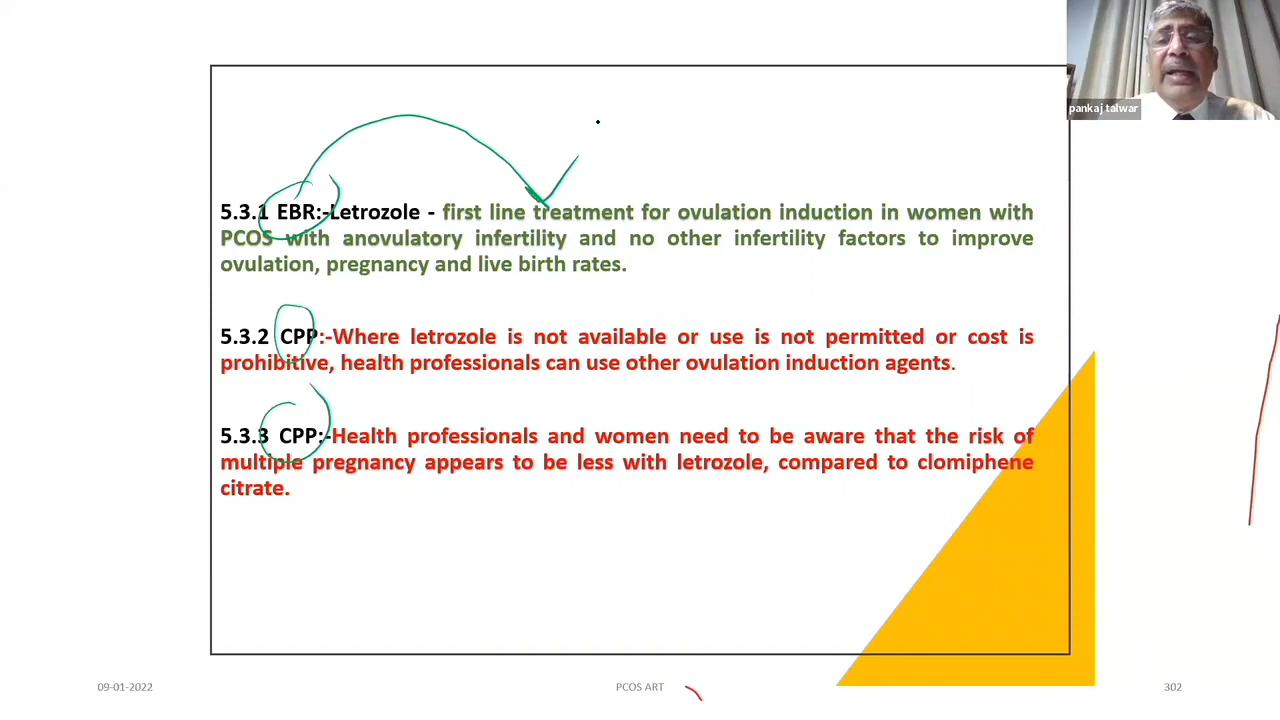 pankaj talwar
5.3.1 EBR:-Letrozole - first line treatment for ovulation induction in women with
PCOS with anovulatory infertility and no other infertility factors to improve
ovulation, pregnancy and live birth rates.
5.3.2 CPP:-Where letrozole is not available or use is not permitted or cost is
prohibitive, health professionals can use other ovulation induction agents.
5.3.3 CPP:-Health professionals and women need to be aware that the risk of
multiple pregnancy appears to be less with letrozole, compared to clomiphene
citrate.
09-01-2022
PCOS ART
302